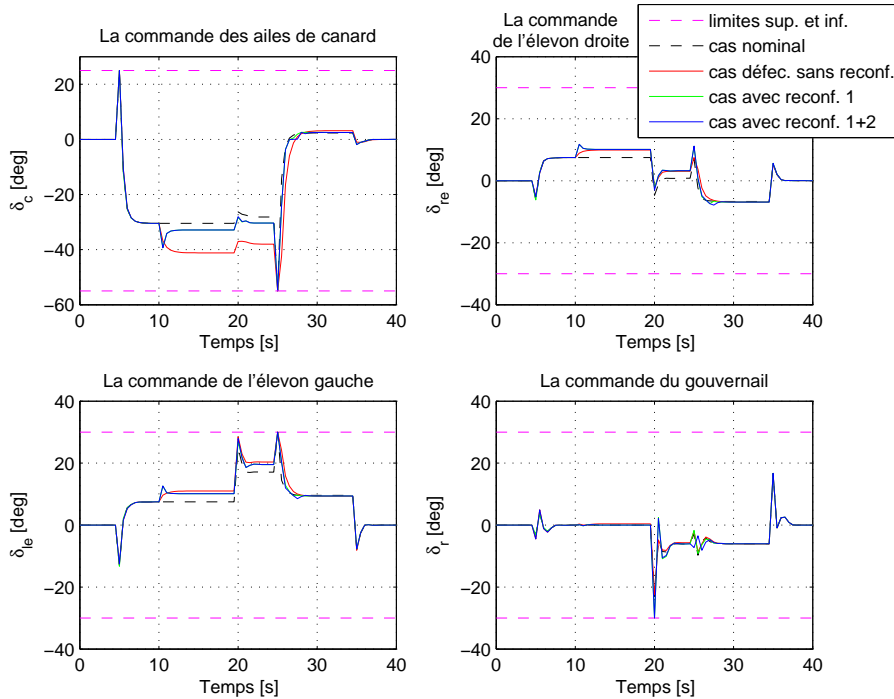 La commande des ailes de canard
δc [deg]
20
0
−20
−40
−60
0
10
20
30
40
Temps [s]
La commande
de l'élevon droite
limites sup. et inf.
cas nominal
cas défec. sans reconf.
cas avec reconf. 1
cas avec reconf. 1+2
δre [deg]
40
20
0
−20
−40
0
10
20
30
40
Temps [s]
La commande de l'élevon gauche
δle [deg]
40
20
0
−20
−40
0
10
20
30
40
Temps [s]
La commande du gouvernail
δr [deg]
40
20
0
−20
−40
0
10
20
30
40
Temps [s]